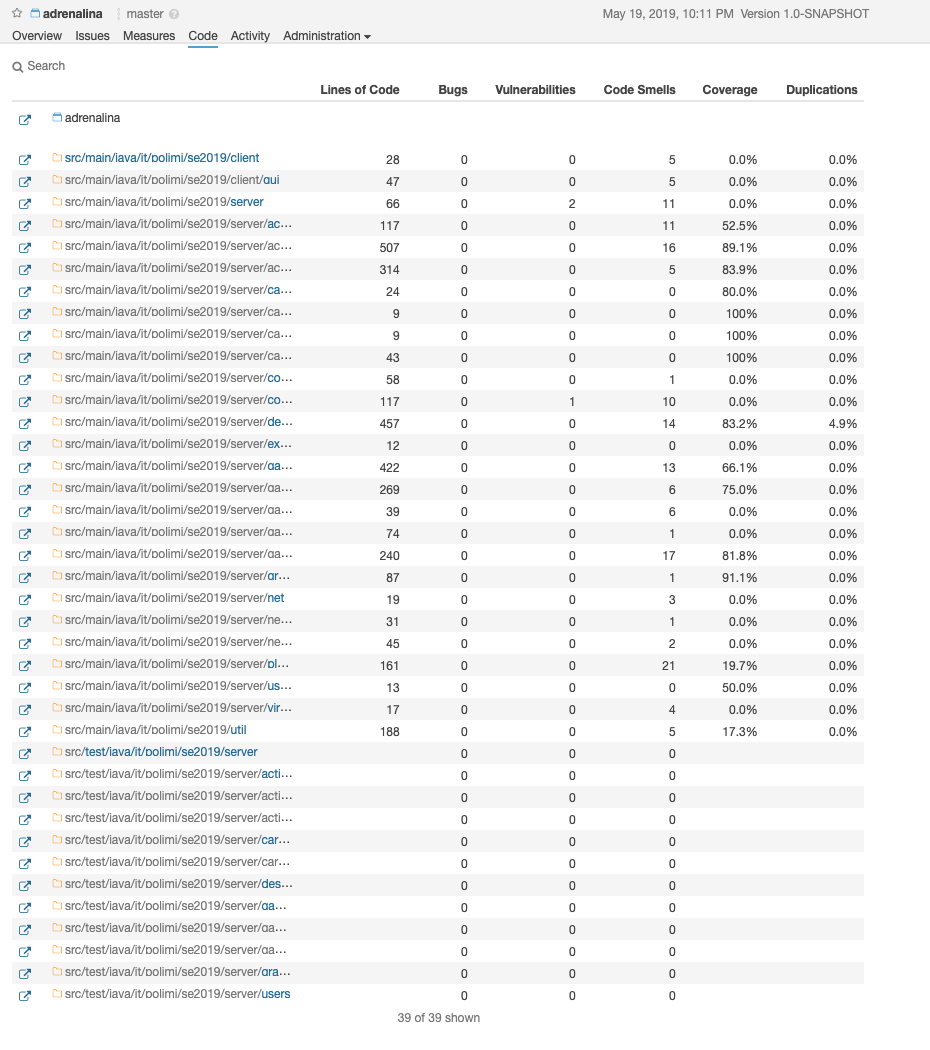 adrenalina master May 19, 2019, 10:11 PM Version 1.0-SNAPSHOT
Overview Issues Measures Code Activity Administration
Search
Lines of Code Bugs Vulnerabilities Code Smells Coverage Duplications
adrenalina
src/main/java/it/polimi/se2019/client 28 0 0 5 0.0% 0.0%
src/main/java/it/polimi/se2019/client/gui 47 0 0 5 0.0% 0.0%
src/main/java/it/polimi/se2019/server 66 0 2 11 0.0% 0.0%
src/main/java/it/polimi/se2019/server/ac... 117 0 0 11 52.5% 0.0%
src/main/java/it/polimi/se2019/server/ac... 507 0 0 16 89.1% 0.0%
src/main/java/it/polimi/se2019/server/ac... 314 0 0 5 83.9% 0.0%
src/main/java/it/polimi/se2019/server/ca... 24 0 0 0 80.0% 0.0%
src/main/java/it/polimi/se2019/server/ca... 9 0 0 0 100% 0.0%
src/main/java/it/polimi/se2019/server/ca... 9 0 0 0 100% 0.0%
src/main/java/it/polimi/se2019/server/ca... 43 0 0 0 100% 0.0%
src/main/java/it/polimi/se2019/server/co... 58 0 0 1 0.0% 0.0%
src/main/java/it/polimi/se2019/server/co... 117 0 1 10 0.0% 0.0%
src/main/java/it/polimi/se2019/server/de... 457 0 0 14 83.2% 4.9%
src/main/java/it/polimi/se2019/server/ex... 12 0 0 0 0.0% 0.0%
src/main/java/it/polimi/se2019/server/ga... 422 0 0 13 66.1% 0.0%
src/main/java/it/polimi/se2019/server/ga... 269 0 0 6 75.0% 0.0%
src/main/java/it/polimi/se2019/server/ga... 39 0 0 6 0.0% 0.0%
src/main/java/it/polimi/se2019/server/ga... 74 0 0 1 0.0% 0.0%
src/main/java/it/polimi/se2019/server/ga... 240 0 0 17 81.8% 0.0%
src/main/java/it/polimi/se2019/server/gr... 87 0 0 1 91.1% 0.0%
src/main/java/it/polimi/se2019/server/net 19 0 0 3 0.0% 0.0%
src/main/java/it/polimi/se2019/server/ne... 31 0 0 1 0.0% 0.0%
src/main/java/it/polimi/se2019/server/ne... 45 0 0 2 0.0% 0.0%
src/main/java/it/polimi/se2019/server/pl... 161 0 0 21 19.7% 0.0%
src/main/java/it/polimi/se2019/server/us... 13 0 0 0 50.0% 0.0%
src/main/java/it/polimi/se2019/server/vir... 17 0 0 4 0.0% 0.0%
src/main/java/it/polimi/se2019/util 188 0 0 5 17.3% 0.0%
src/test/java/it/polimi/se2019/server 0 0 0
src/test/java/it/polimi/se2019/server/acti... 0 0 0
src/test/java/it/polimi/se2019/server/acti... 0 0 0
src/test/java/it/polimi/se2019/server/acti... 0 0 0
src/test/java/it/polimi/se2019/server/car... 0 0 0
src/test/java/it/polimi/se2019/server/car... 0 0 0
src/test/java/it/polimi/se2019/server/des... 0 0 0
src/test/java/it/polimi/se2019/server/ga... 0 0 0
src/test/java/it/polimi/se2019/server/ga... 0 0 0
src/test/java/it/polimi/se2019/server/ga... 0 0 0
src/test/java/it/polimi/se2019/server/gra... 0 0 0
src/test/java/it/polimi/se2019/server/users 0 0 0
39 of 39 shown